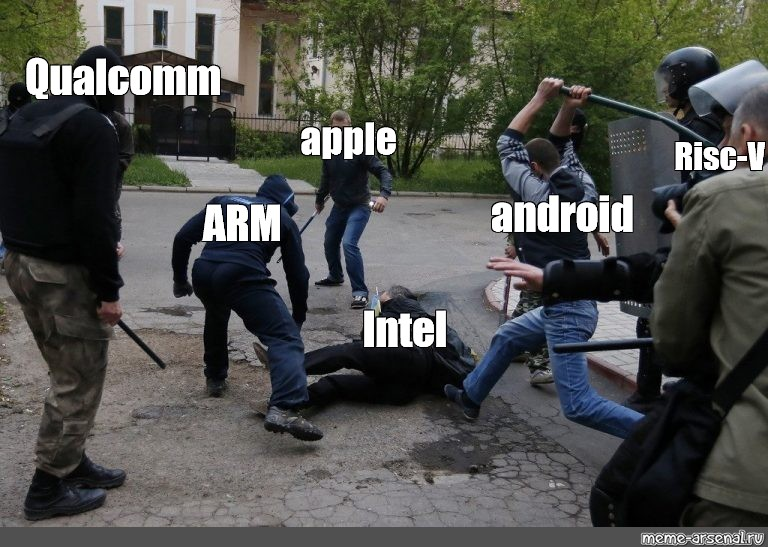 Qualcomm
apple
Risc-V
ARM
android
Intel
meme-arsenal.ru